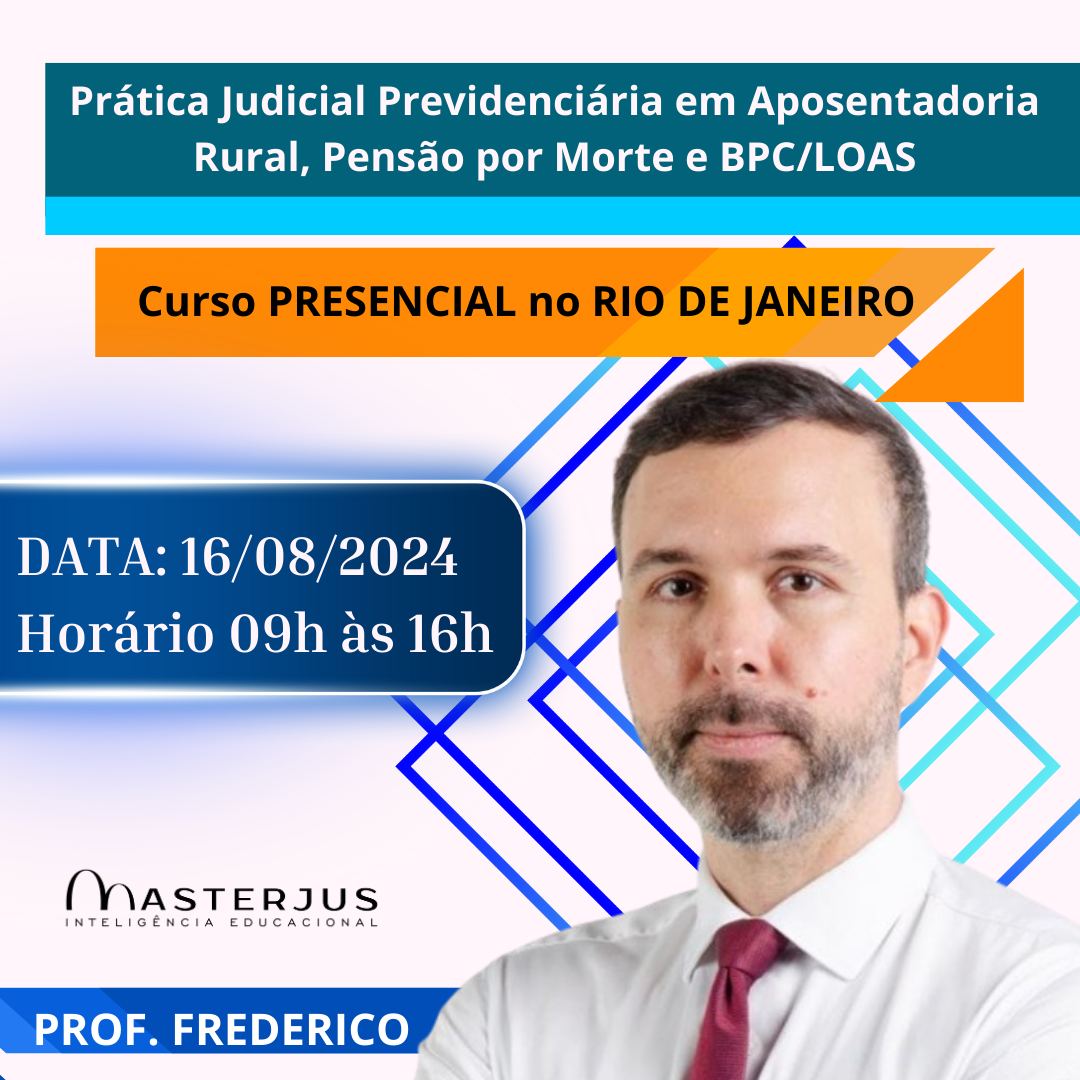 Prática Judicial Previdenciária em Aposentadoria
Rural, Pensão por Morte e BPC/LOAS
Curso PRESENCIAL no RIO DE JANEIRO
DATA: 16/08/2024
Horário 09h às 16h
MASTERJUS
INTELIGÊNCIA EDUCACIONAL
PROF. FREDERICO